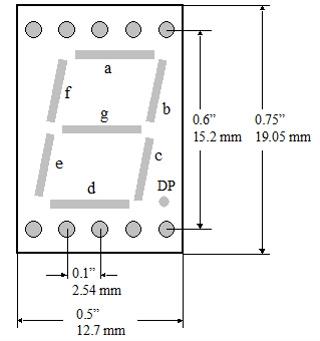 a
f
b
g
0.6”
0.75”
15.2 mm
19.05 mm
e
c
d
DP
0.1”
2.54 mm
0.5”
12.7 mm